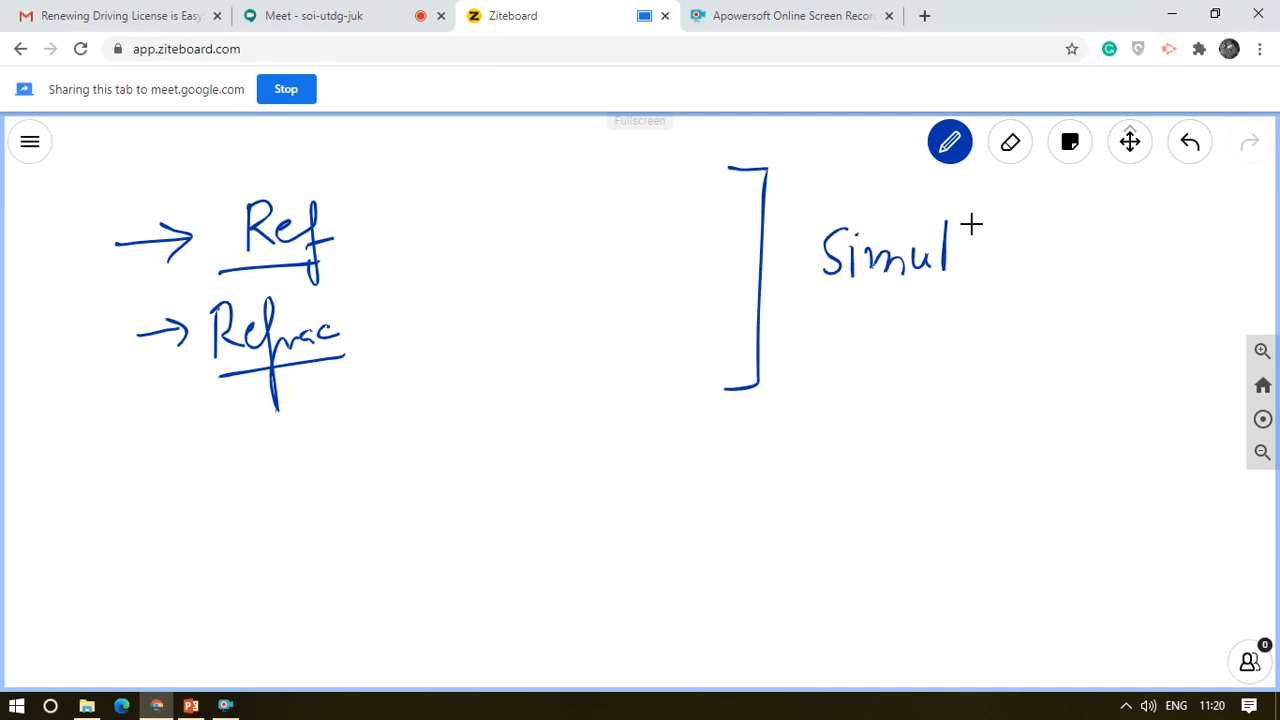 Renewing Driving License is Easy"
Meet - soi-utdg-juk
Ziteboard
Apowersoft Online Screen Recor
app.ziteboard.com
Sharing this tab to meet.google.com
Stop
Fullscreen
→ Ref
→ Refrac
Simul
0
ENG
11:20